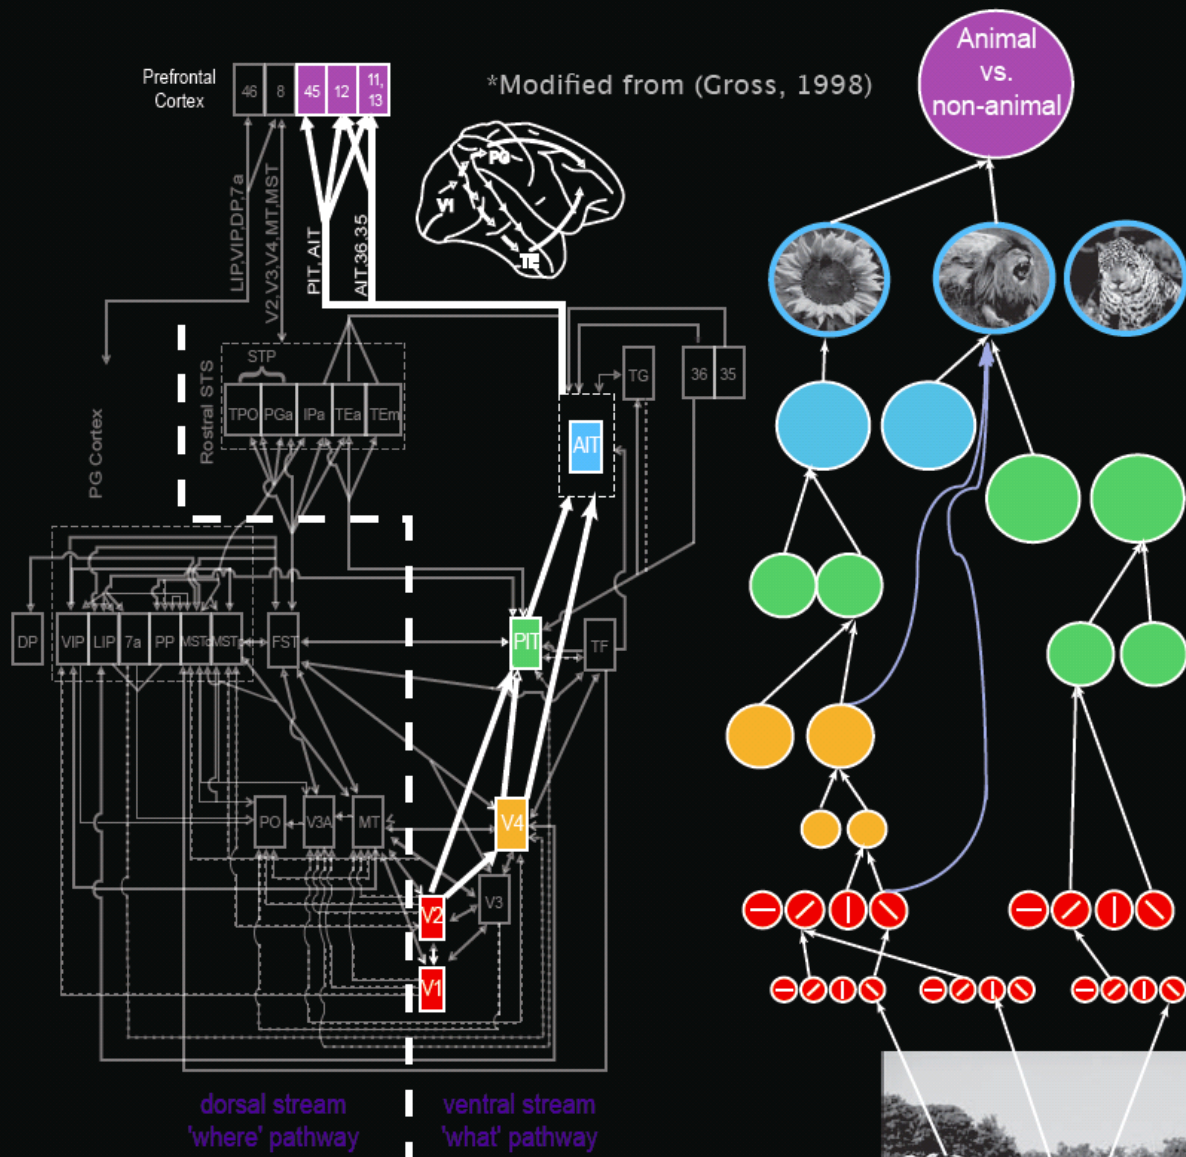 Prefrontal
Cortex
46
8
45
12
11,
13
*Modified from (Gross, 1998)
Animal
vs.
non-animal
LIP,VIP,DP,7a
V2,V3,V4,MT,MST
PIT, AIT
AIT,36,35
PG
V1
TE
PG Cortex
Rostral STS
STP
TPO
PGa
IPa
TEa
TEm
TG
36
35
AIT
DP
VIP
LIP
7a
PP
FST
PIT
TF
PO
V3A
MT
V4
V3
V2
V1
dorsal stream
'where' pathway
ventral stream
'what' pathway